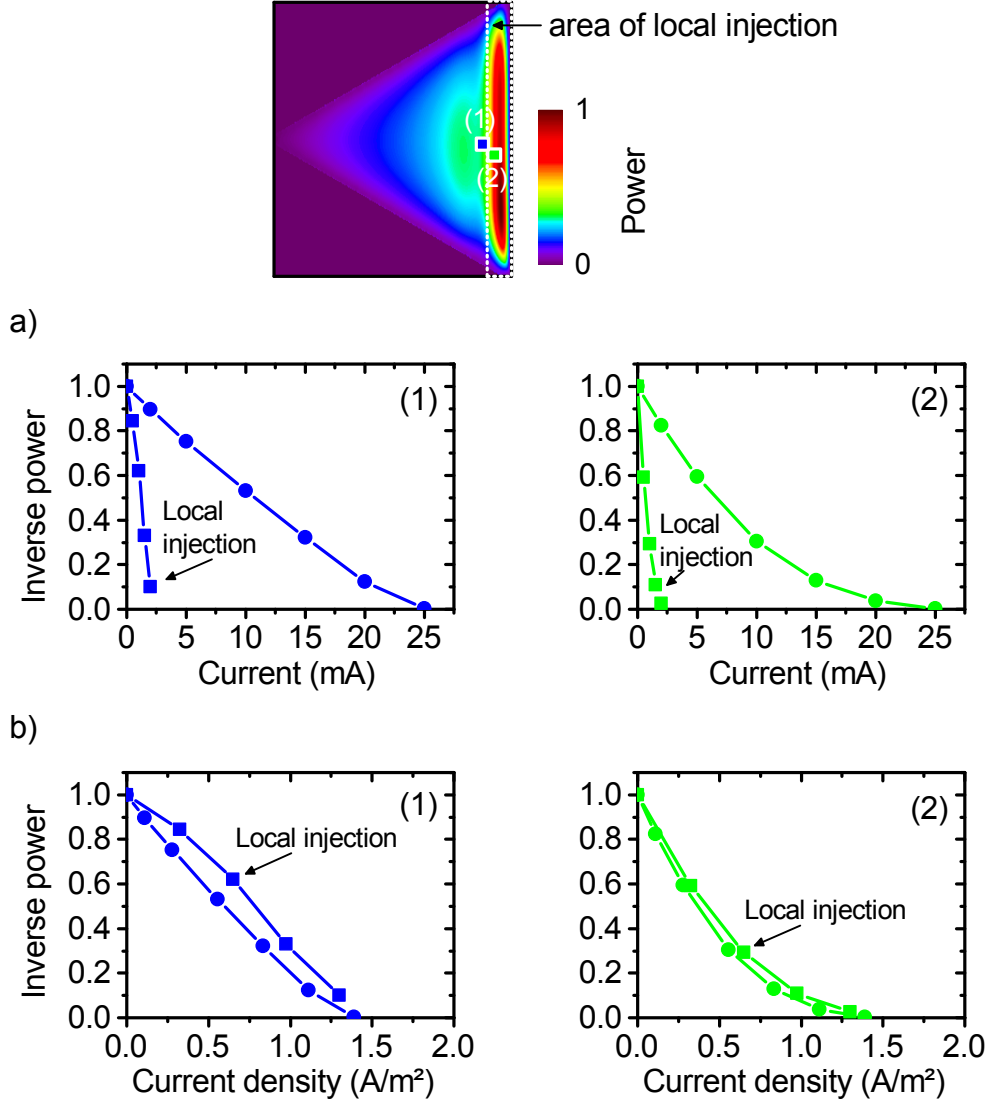 area of local injection
(1)
(2)
1
0
Power
a)
Inverse power
1.0
0.8
0.6
0.4
0.2
0.0
(1)
Local
injection
0 5 10 15 20 25
Current (mA)
1.0
0.8
0.6
0.4
0.2
0.0
(2)
Local
injection
0 5 10 15 20 25
Current (mA)
b)
Inverse power
1.0
0.8
0.6
0.4
0.2
0.0
(1)
Local injection
0.0 0.5 1.0 1.5 2.0
Current density (A/m²)
1.0
0.8
0.6
0.4
0.2
0.0
(2)
Local injection
0.0 0.5 1.0 1.5 2.0
Current density (A/m²)